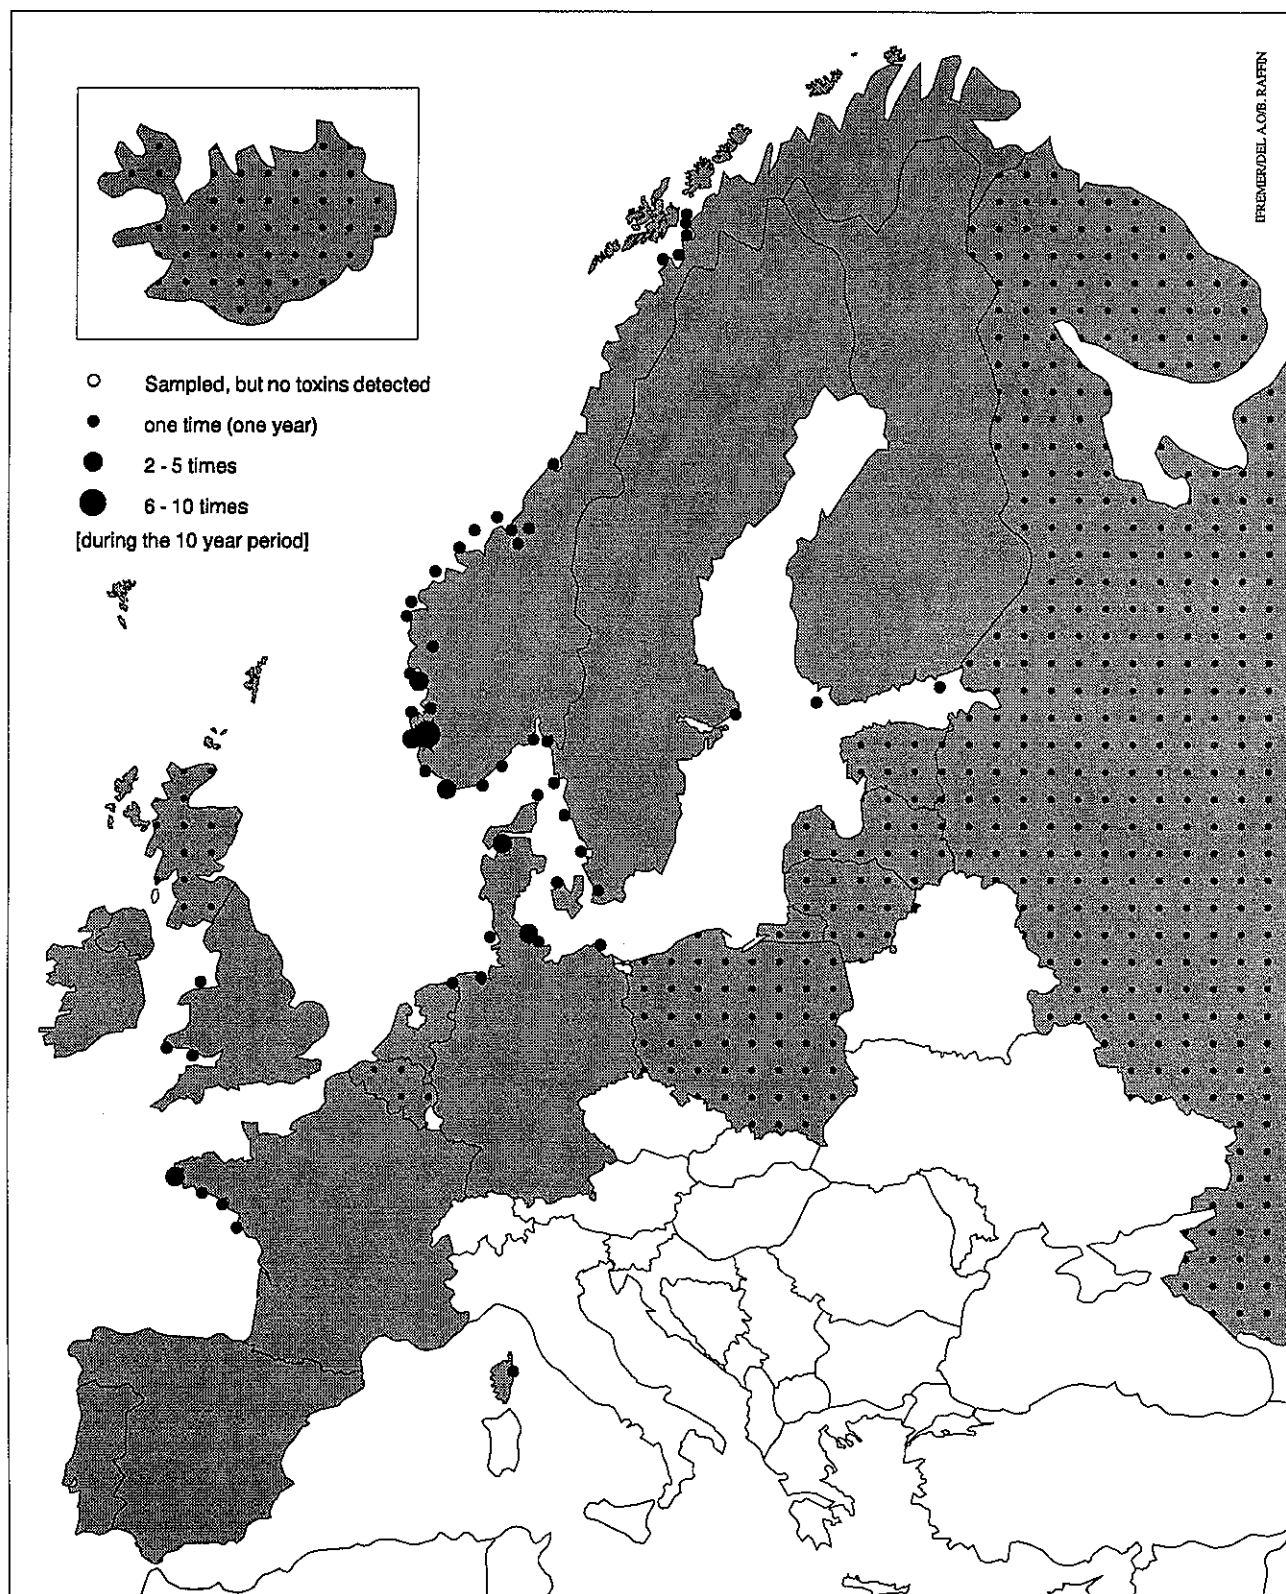 Sampled, but no toxins detected
one time (one year)
2 - 5 times
6 - 10 times
[during the 10 year period]
IFREMER/DEL A.O/B. RAFFIN